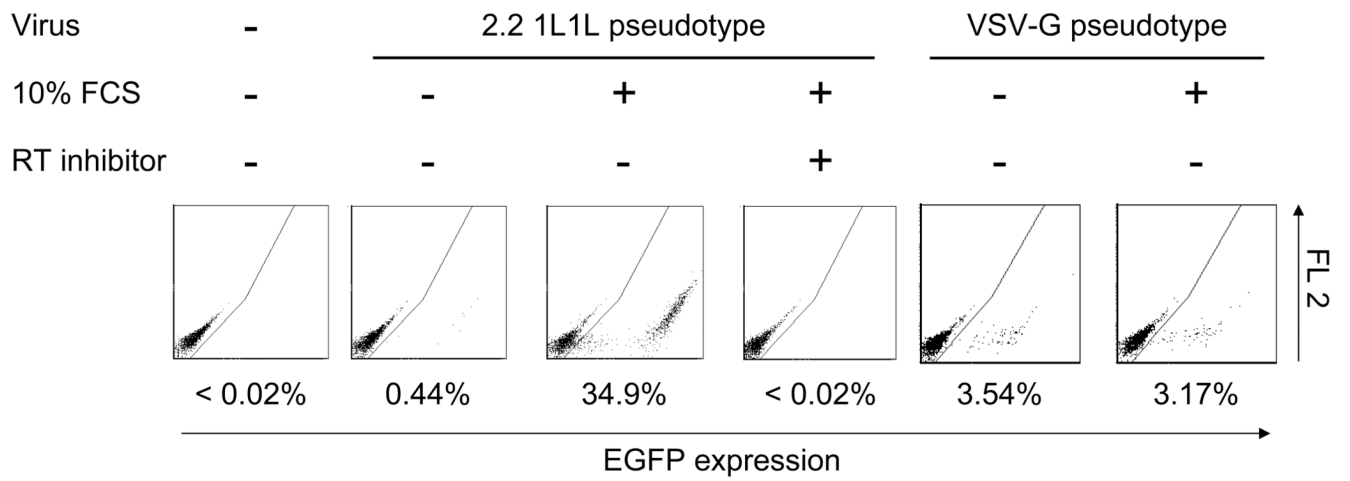 Virus - 2.2 1L1L pseudotype VSV-G pseudotype
10% FCS - - + + - +
RT inhibitor - - - + - -
FL 2
< 0.02% 0.44% 34.9% < 0.02% 3.54% 3.17%
EGFP expression